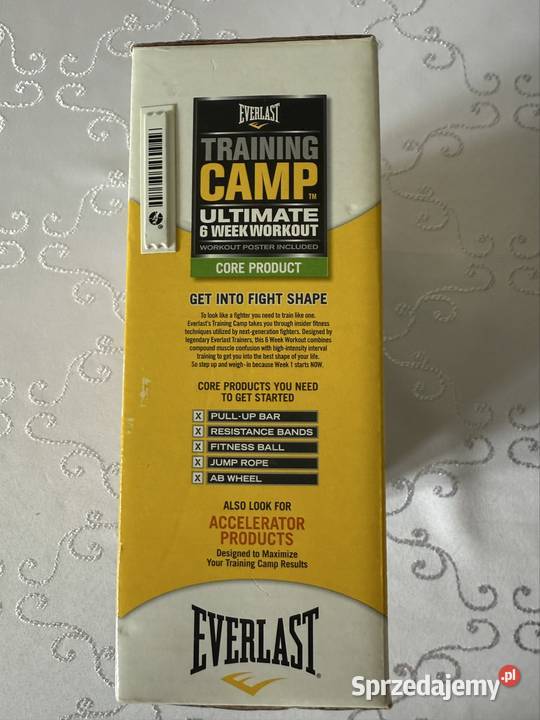 EVERLAST
TRAINING
CAMP™
ULTIMATE
6 WEEK WORKOUT
WORKOUT POSTER INCLUDED
CORE PRODUCT
GET INTO FIGHT SHAPE
To look like a fighter you need to train like one.
Everlast's Training Camp takes you through insider fitness
techniques utilized by next-generation fighters. Designed by
legendary Everlast Trainers, this 6 Week Workout combines
compound muscle confusion with high-intensity interval
training to get you into the best shape of your life.
So step up and weigh-in because Week 1 starts NOW.
CORE PRODUCTS YOU NEED
TO GET STARTED
X PULL-UP BAR
X RESISTANCE BANDS
X FITNESS BALL
X JUMP ROPE
X AB WHEEL
ALSO LOOK FOR
ACCELERATOR
PRODUCTS
Designed to Maximize
Your Training Camp Results
EVERLAST®
Sprzedajemy.pl